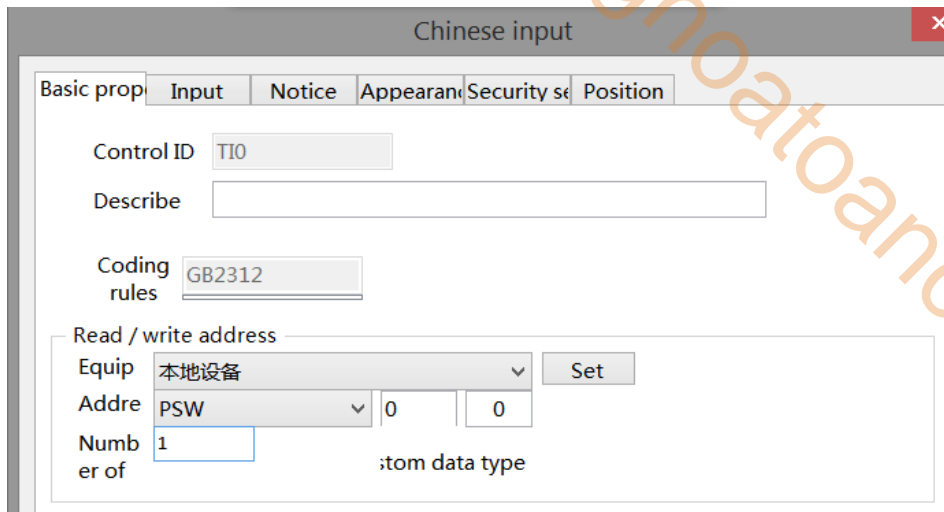 Chinese input
Basic prop Input Notice Appearan Security se Position
Control ID TI0
Describe
Coding rules GB2312
Read / write address
Equip 本地设备 Set
Addre PSW 0 0
Numb er of 1
stom data type